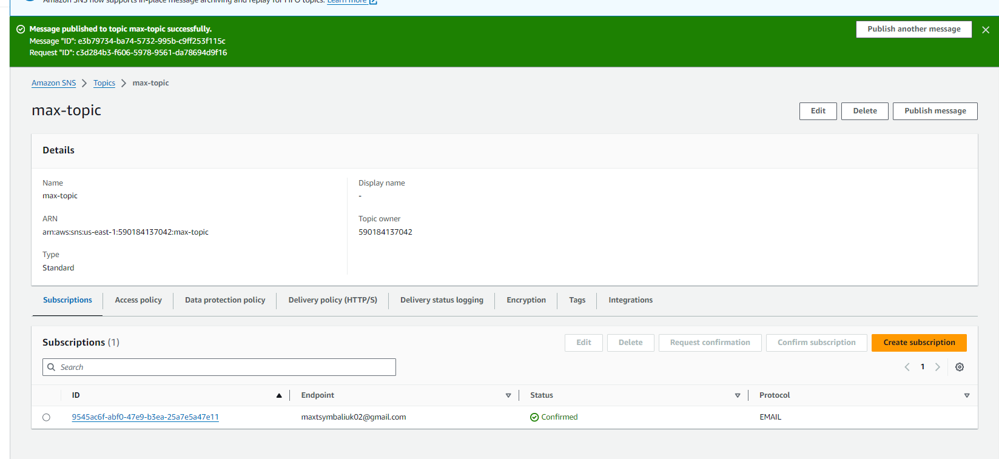 Amazon SNS now supports in-place message archiving and replay for FIFO topics. Learn more
Message published to topic max-topic successfully.
Publish another message
Message "ID": e3b79734-ba74-5732-995b-c9ff253f115c
Request "ID": c3d284b3-f606-5978-9561-da78694d9f16
Amazon SNS Topics max-topic
max-topic
Edit Delete Publish message
Details
Name
max-topic
ARN
arn:aws:sns:us-east-1:590184137042:max-topic
Type
Standard
Display name
-
Topic owner
590184137042
Subscriptions Access policy Data protection policy Delivery policy (HTTP/S) Delivery status logging Encryption Tags Integrations
Subscriptions (1)
Edit Delete Request confirmation Confirm subscription Create subscription
Search
1
ID Endpoint Status Protocol
9545ac6f-abf0-47e9-b3ea-25a7e5a47e11 maxtsymbaliuk02@gmail.com Confirmed EMAIL